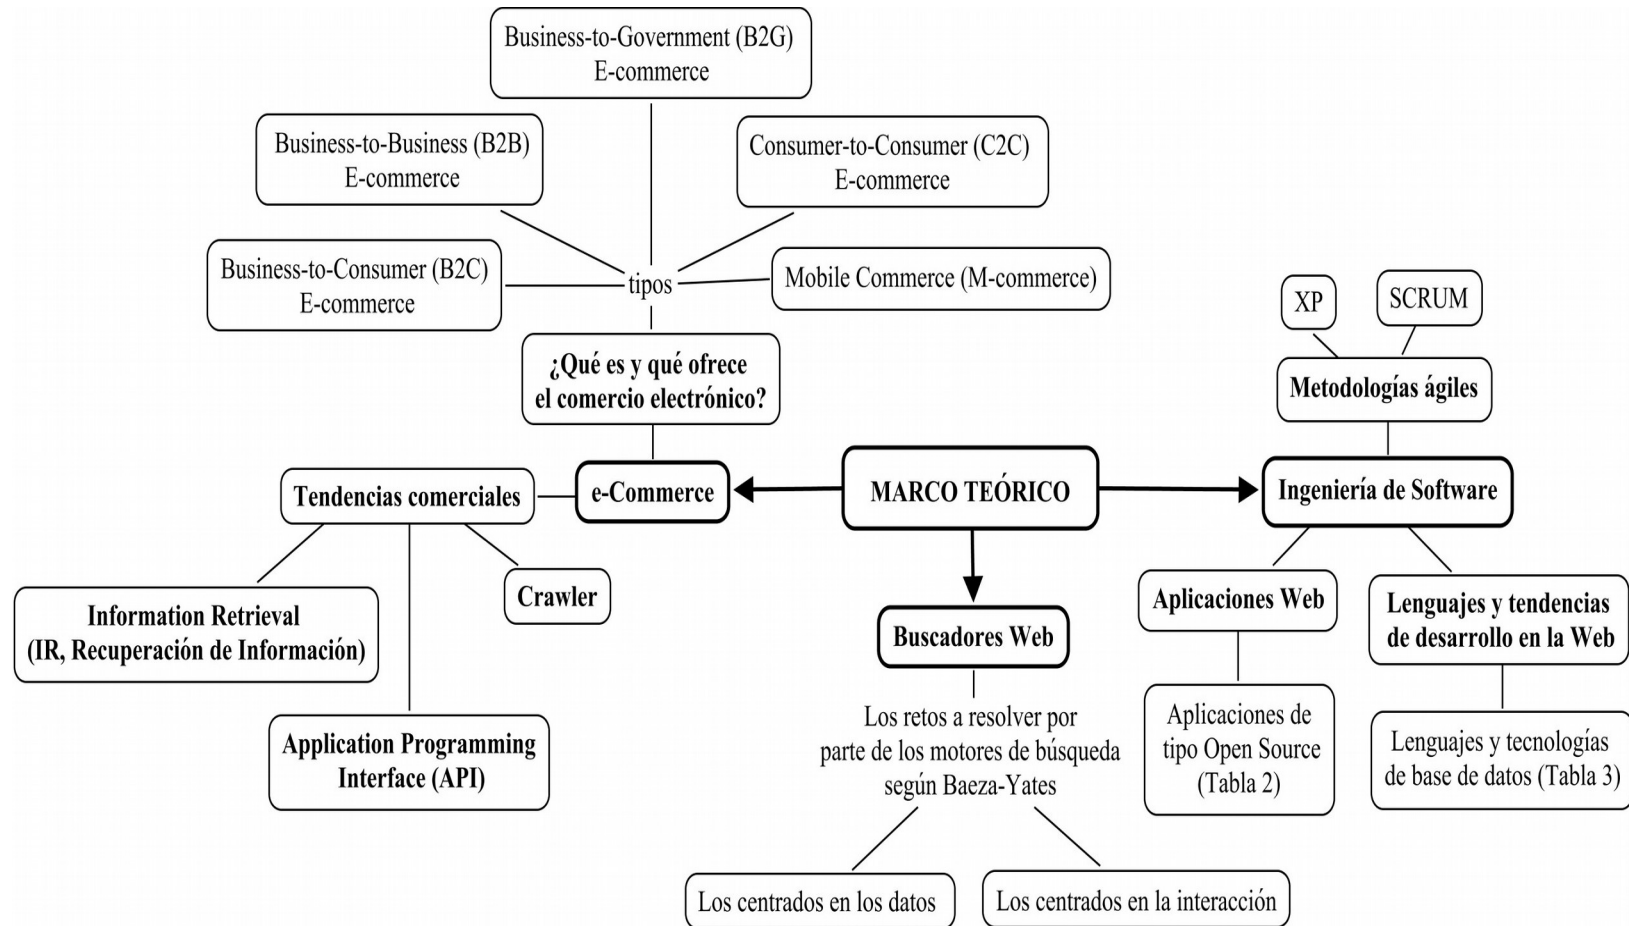 Business-to-Government (B2G)
E-commerce
Business-to-Business (B2B)
E-commerce
Consumer-to-Consumer (C2C)
E-commerce
Business-to-Consumer (B2C)
E-commerce
tipos
Mobile Commerce (M-commerce)
XP
SCRUM
¿Qué es y qué ofrece
el comercio electrónico?
Metodologías ágiles
Tendencias comerciales
e-Commerce
MARCO TEÓRICO
Ingeniería de Software
Information Retrieval
(IR, Recuperación de Información)
Crawler
Application Programming
Interface (API)
Buscadores Web
Los retos a resolver por
parte de los motores de búsqueda
según Baeza-Yates
Los centrados en los datos
Los centrados en la interacción
Aplicaciones Web
Aplicaciones de
tipo Open Source
(Tabla 2)
Lenguajes y tendencias
de desarrollo en la Web
Lenguajes y tecnologías
de base de datos (Tabla 3)